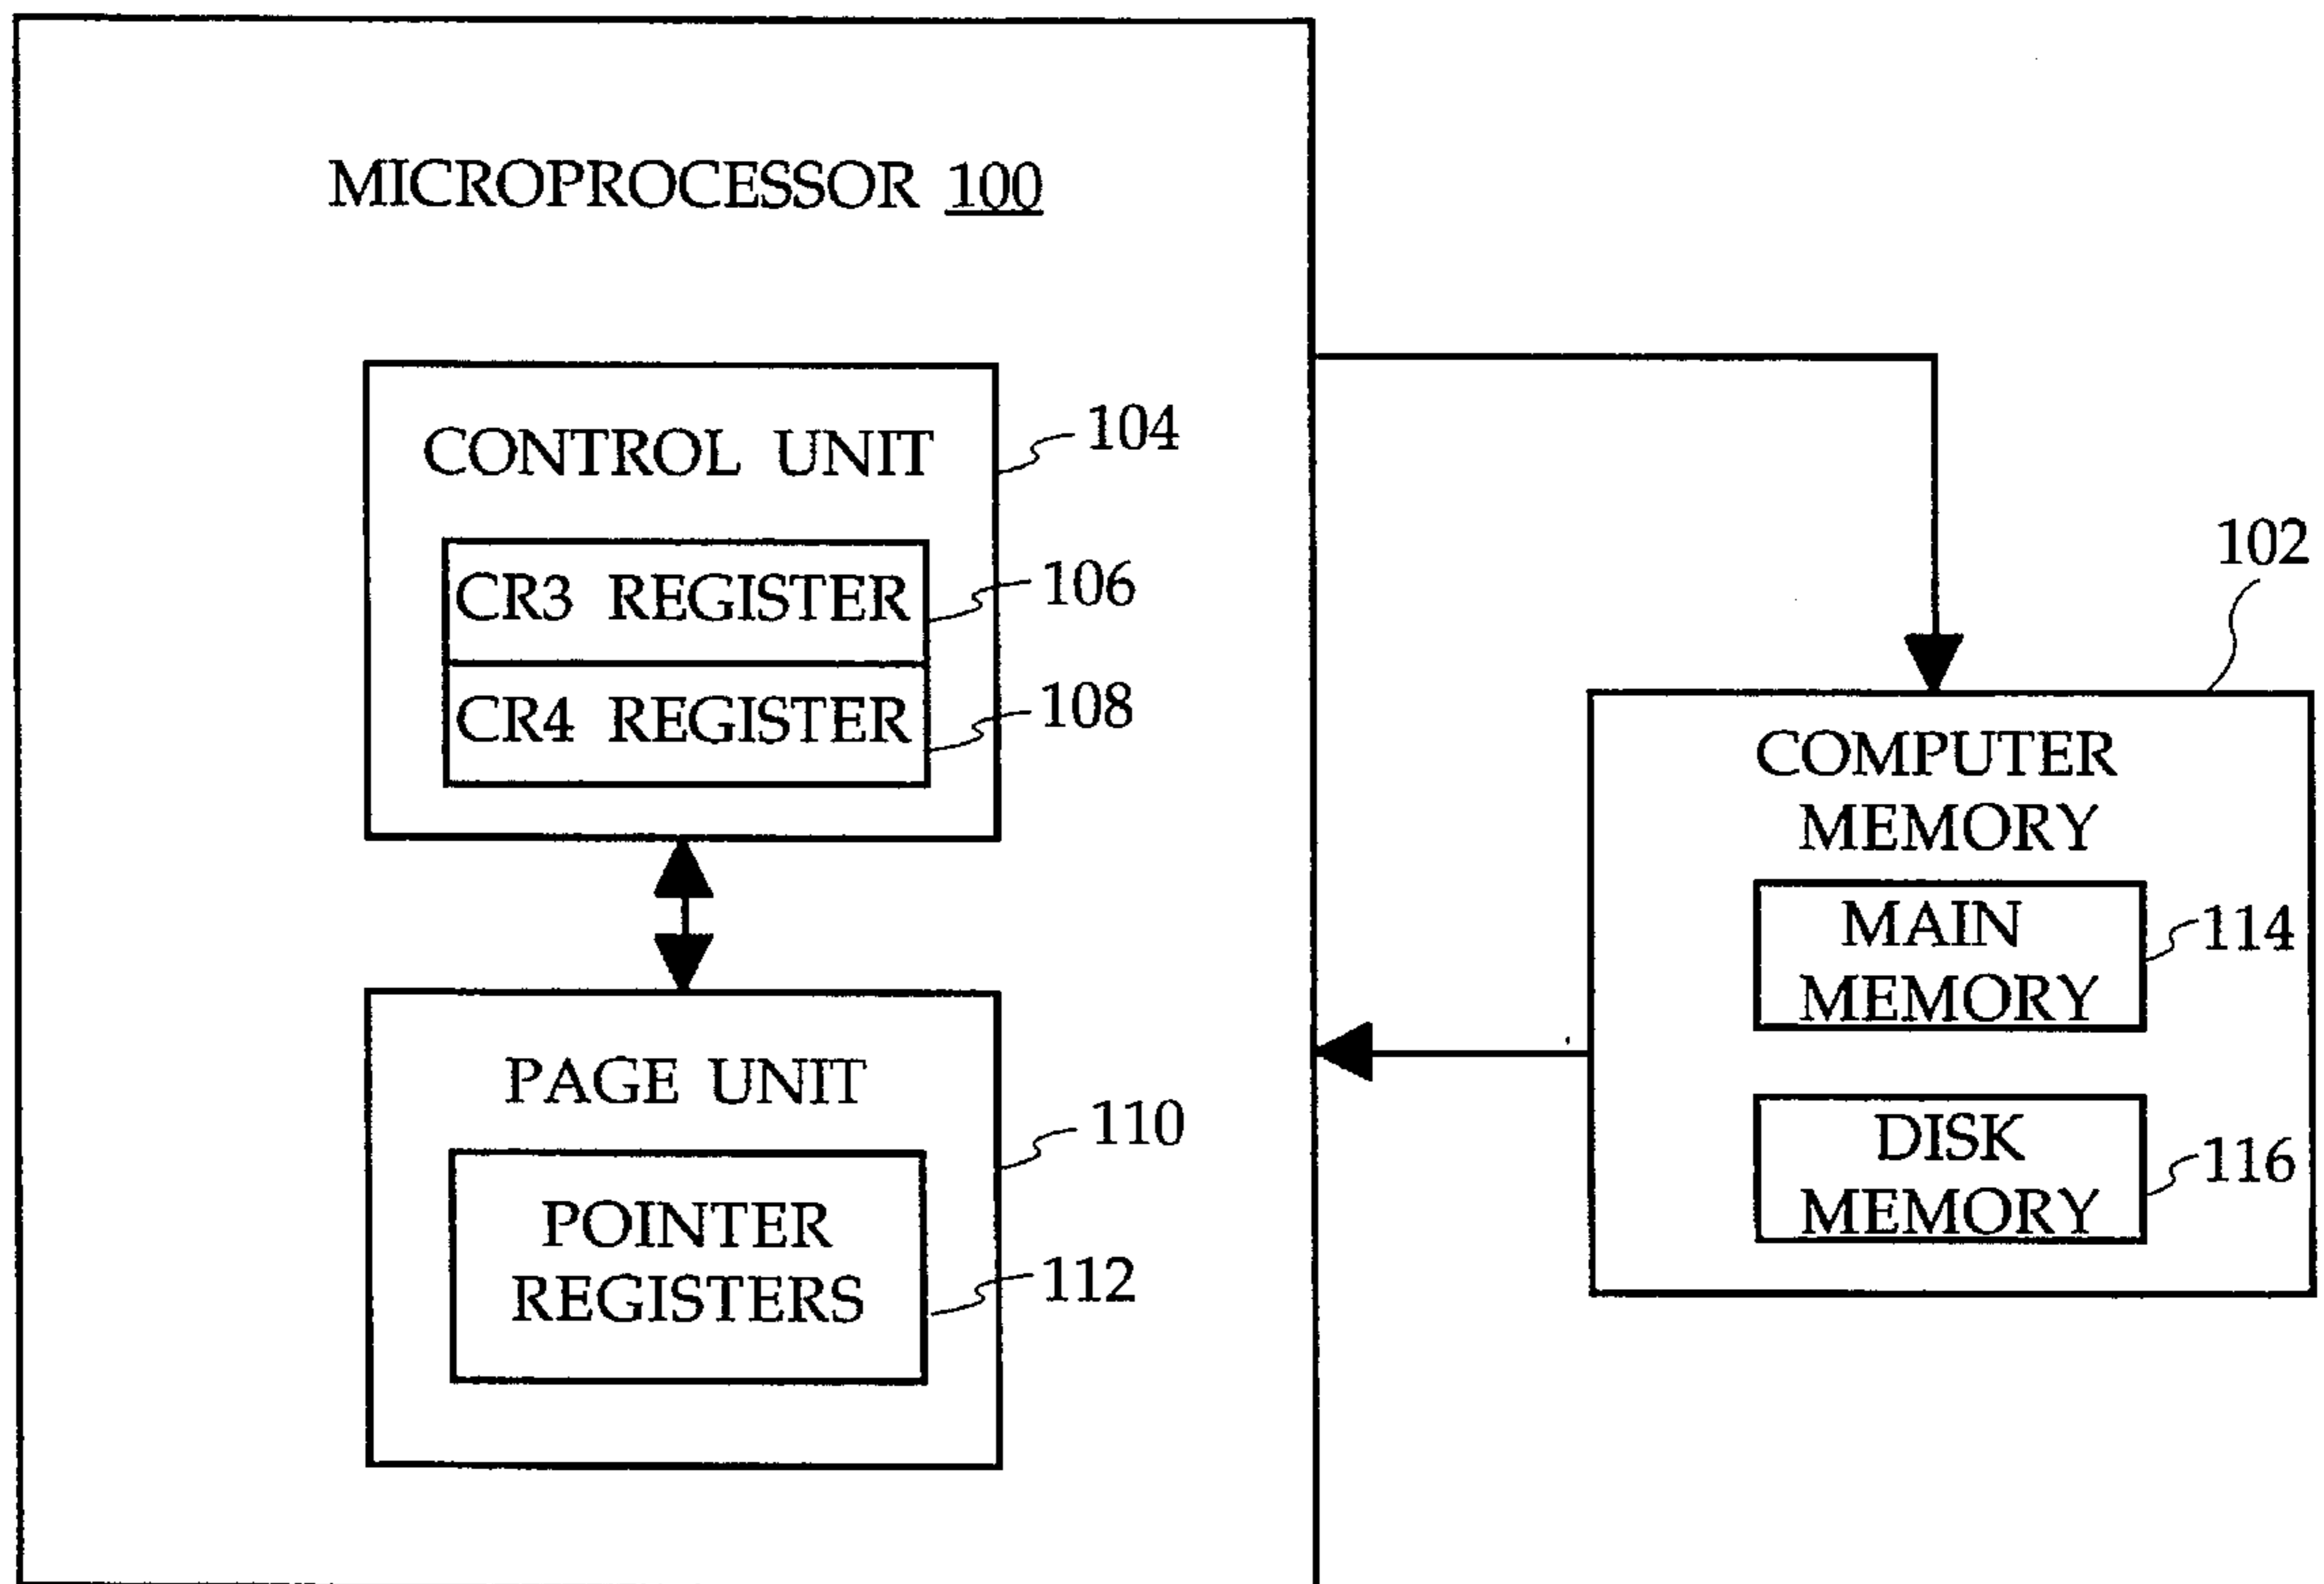 MICROPROCESSOR 100
CONTROL UNIT
104
CR3 REGISTER
106
CR4 REGISTER
108
PAGE UNIT
110
POINTER
REGISTERS
112
102
COMPUTER
MEMORY
MAIN
MEMORY
114
DISK
MEMORY
116